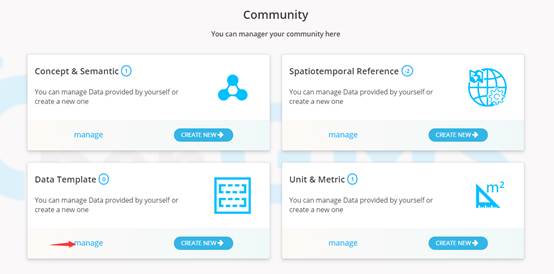 Community
You can manager your community here
Concept & Semantic 1
You can manage Data provided by yourself or
create a new one
manage
CREATE NEW
Spatiotemporal Reference 2
You can manage Data provided by yourself or
create a new one
manage
CREATE NEW
Data Template 0
You can manage Data provided by yourself or
create a new one
manage
CREATE NEW
Unit & Metric 1
You can manage Data provided by yourself or
create a new one
m²
manage
CREATE NEW